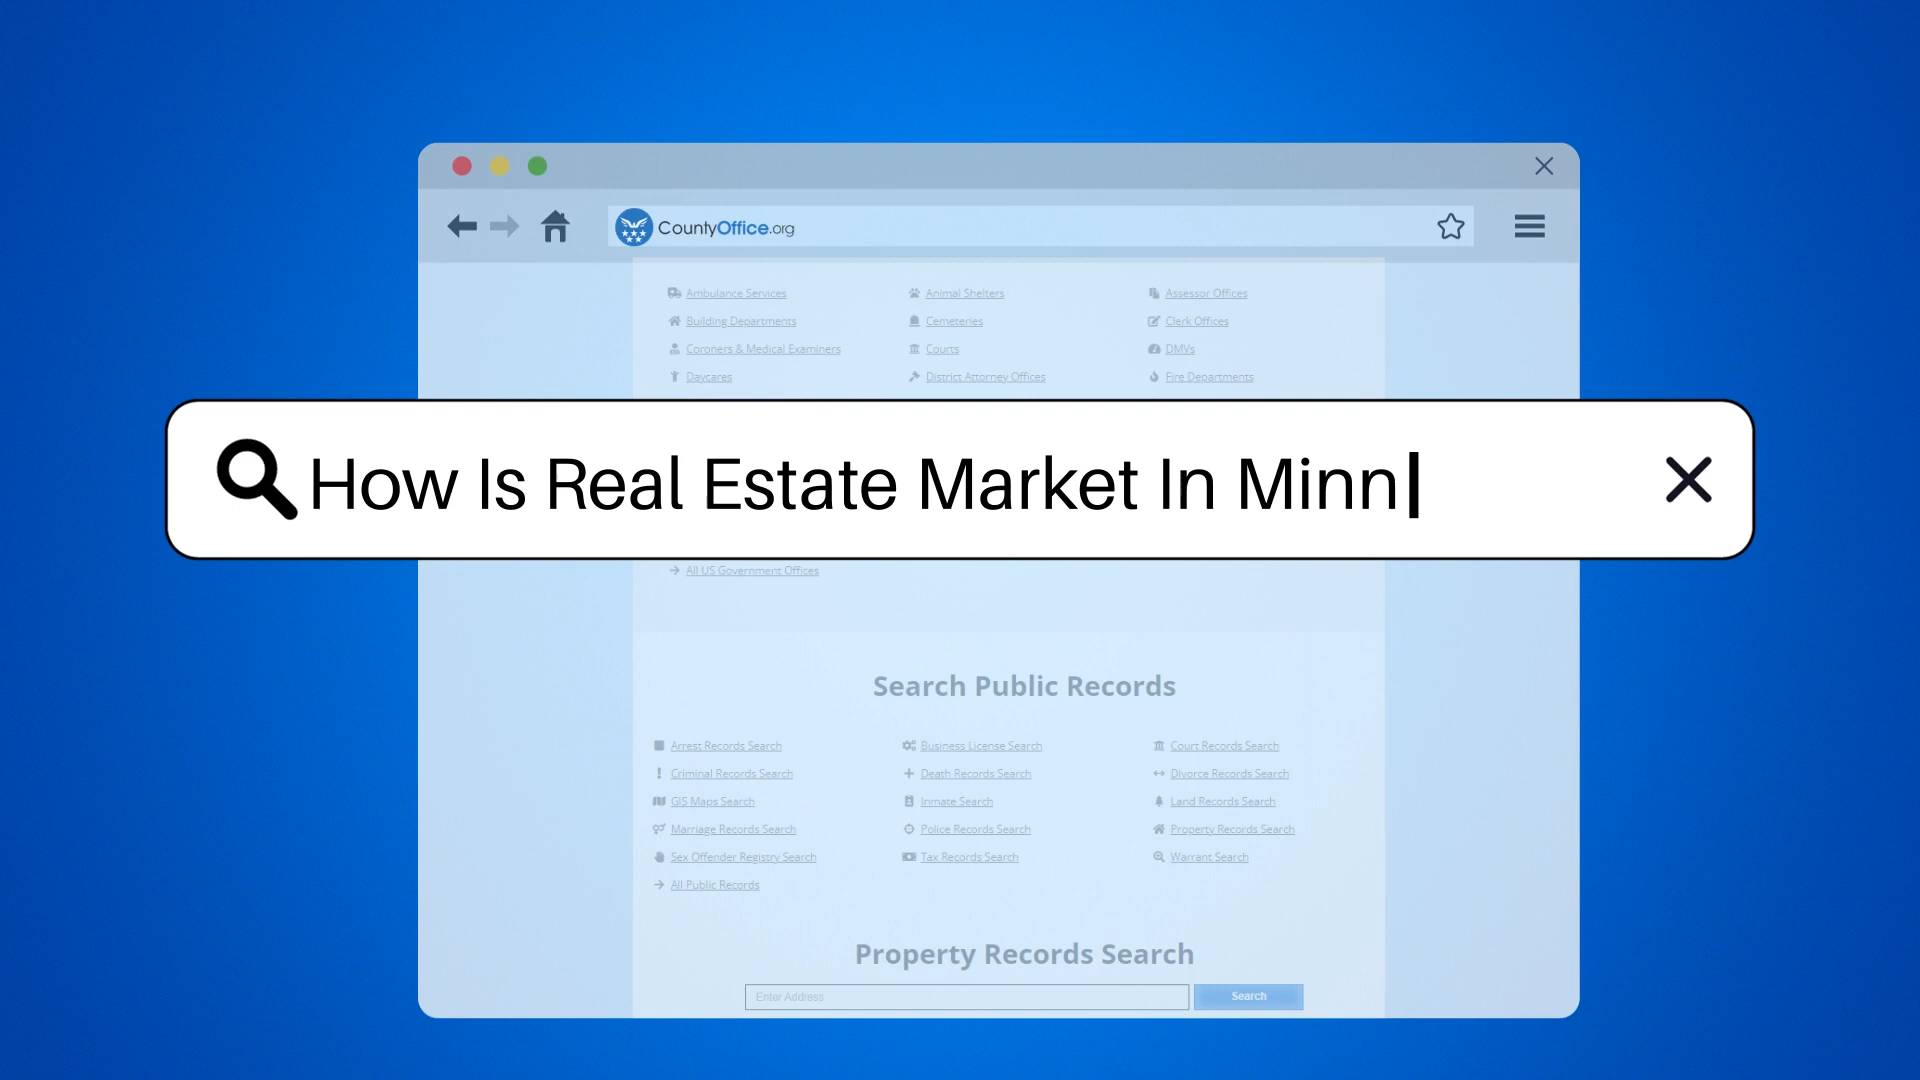 CountyOffice.org
Ambulance Services Animal Shelters Assessor Offices
Building Departments Cemeteries Clerk Offices
Coroners & Medical Examiners Courts DMVs
Daycares District Attorney Offices Fire Departments
How Is Real Estate Market In Minn
All US Government Offices
Search Public Records
Arrest Records Search Business License Search Court Records Search
Criminal Records Search Death Records Search Divorce Records Search
GIS Maps Search Inmate Search Land Records Search
Marriage Records Search Police Records Search Property Records Search
Sex Offender Registry Search Tax Records Search Warrant Search
All Public Records
Property Records Search
Enter Address Search